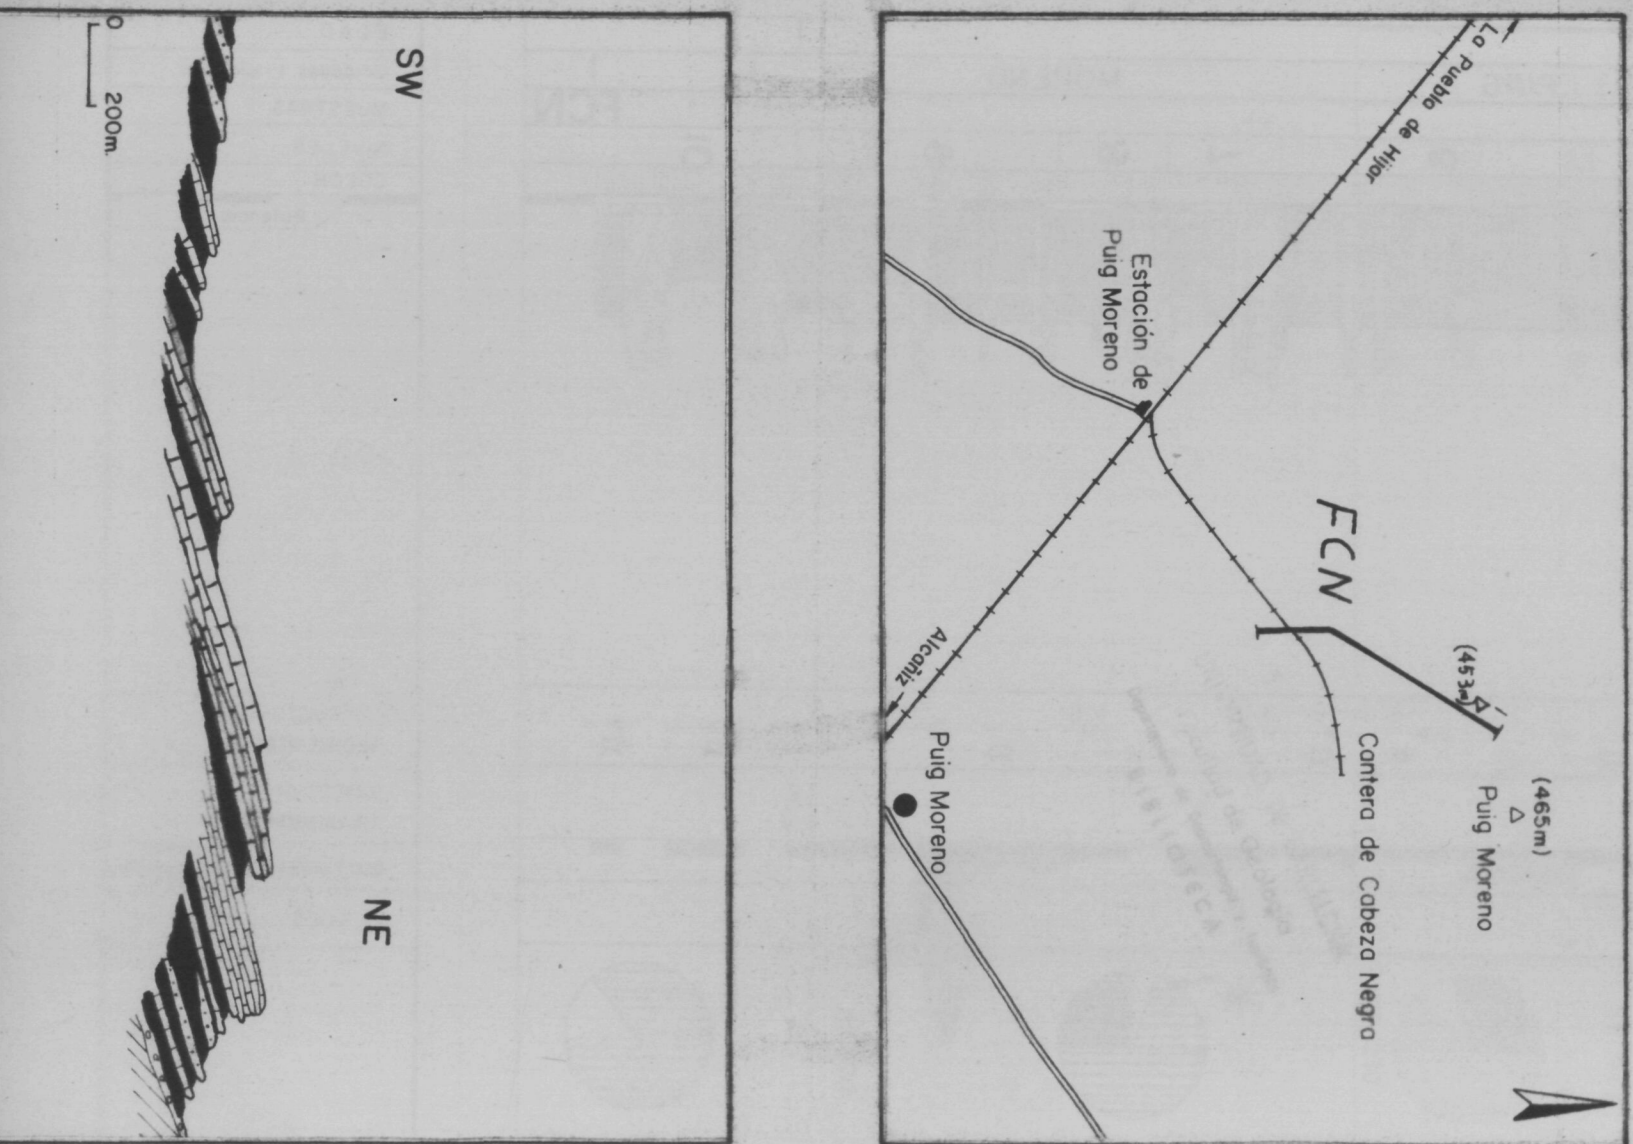 La Puebla de Hijar
(465m)
Puig Moreno
(453m)
Cantera de Cabeza Negra
FCN
Estación de
Puig Moreno
Alcañiz
Puig Moreno
SW
NE
0 200m.